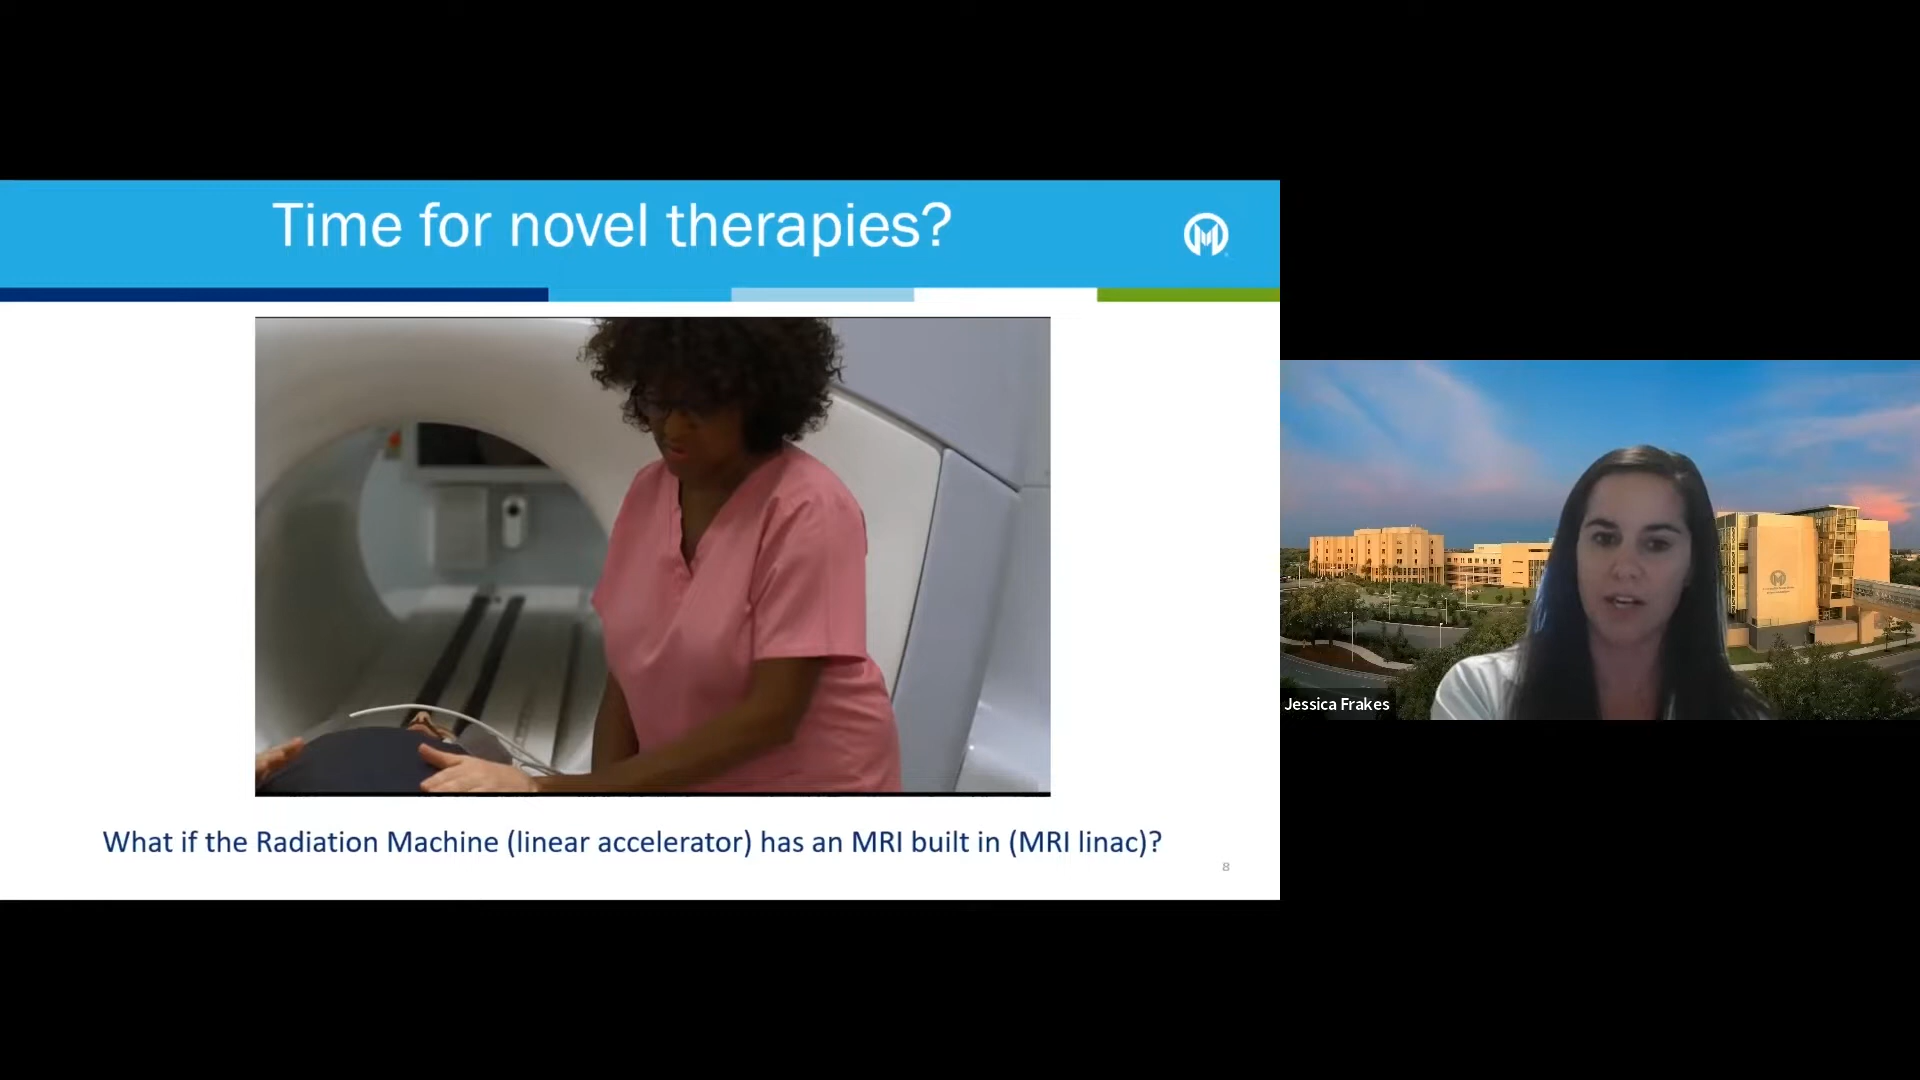 Time for novel therapies?
What if the Radiation Machine (linear accelerator) has an MRI built in (MRI linac)?
8
Jessica Frakes